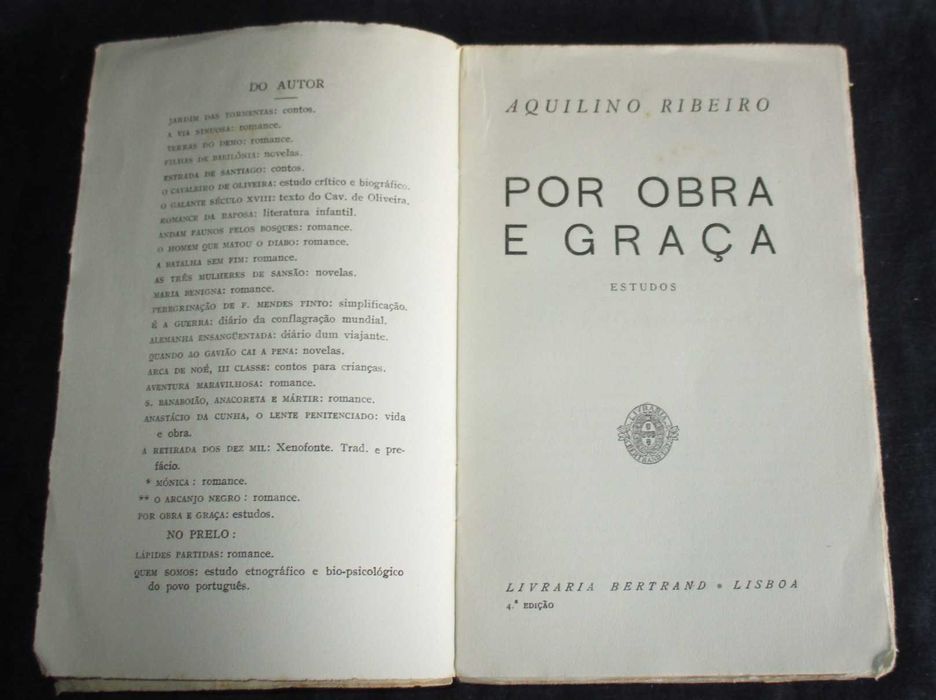 DO AUTOR
JARDIM DAS TORMENTAS: contos.
A VIA SINUOSA: romance.
TERRAS DO DEMO: romance.
FILHAS DE BABILÓNIA: novelas.
ESTRADA DE SANTIAGO: contos.
O CAVALEIRO DE OLIVEIRA: estudo crítico e biográfico.
O GALANTE SÉCULO XVIII: texto do Cav. de Oliveira.
ROMANCE DA RAPOSA: literatura infantil.
ANDAM FAUNOS PELOS BOSQUES: romance.
O HOMEM QUE MATOU O DIABO: romance.
A BATALHA SEM FIM: romance.
AS TRÊS MULHERES DE SANSÃO: novelas.
MARIA BENIGNA: romance.
PEREGRINAÇÃO DE F. MENDES PINTO: simplificação.
É A GUERRA: diário da conflagração mundial.
ALEMANHA ENSANGÜENTADA: diário dum viajante.
QUANDO AO GAVIÃO CAI A PENA: novelas.
ARCA DE NOÉ, III CLASSE: contos para crianças.
AVENTURA MARAVILHOSA: romance.
S. BANABOIÃO, ANACORETA E MÁRTIR: romance.
ANASTÁCIO DA CUNHA, O LENTE PENITENCIADO: vida
e obra.
A RETIRADA DOS DEZ MIL: Xenofonte. Trad. e pre-
fácio.
* MÓNICA: romance.
** O ARCANJO NEGRO: romance.
POR OBRA E GRAÇA: estudos.
NO PRELO:
LÁPIDES PARTIDAS: romance.
QUEM SOMOS: estudo etnográfico e bio-psicológico
do povo português.
AQUILINO RIBEIRO
POR OBRA
E GRAÇA
ESTUDOS
LIVRARIA
BERTRAND
LIVRARIA BERTRAND * LISBOA
4.ª EDIÇÃO